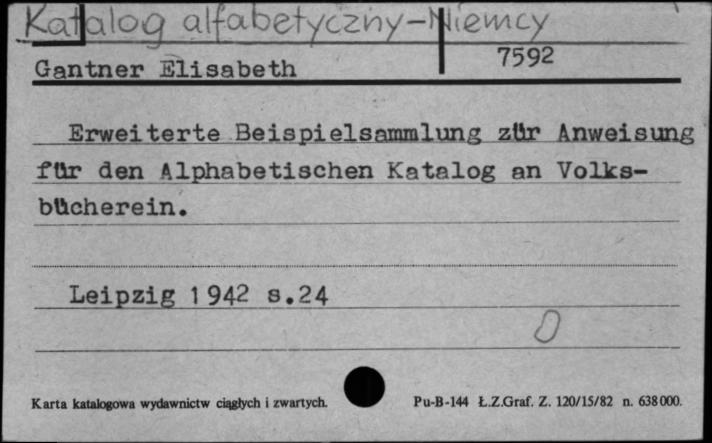 Katalog alfabetyczny-Niemcy
7592
Gantner Elisabeth
Erweiterte Beispielsammlung zür Anweisung
für den Alphabetischen Katalog an Volks-
bücherein.
Leipzig 1942 s.24
0
Karta katalogowa wydawnictw ciągłych i zwartych.
Pu-B-144 Ł.Z.Graf. Z. 120/15/82 n. 638000.